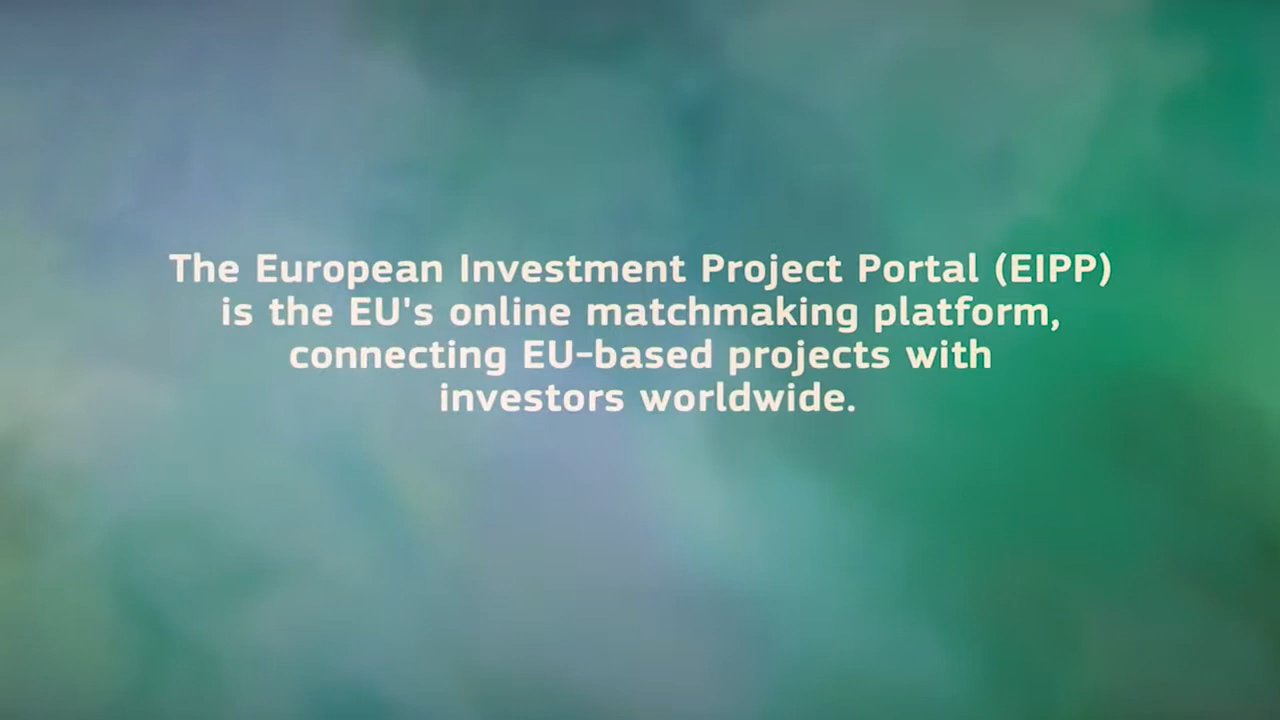 The European Investment Project Portal (EIPP)
is the EU's online matchmaking platform,
connecting EU-based projects with
investors worldwide.